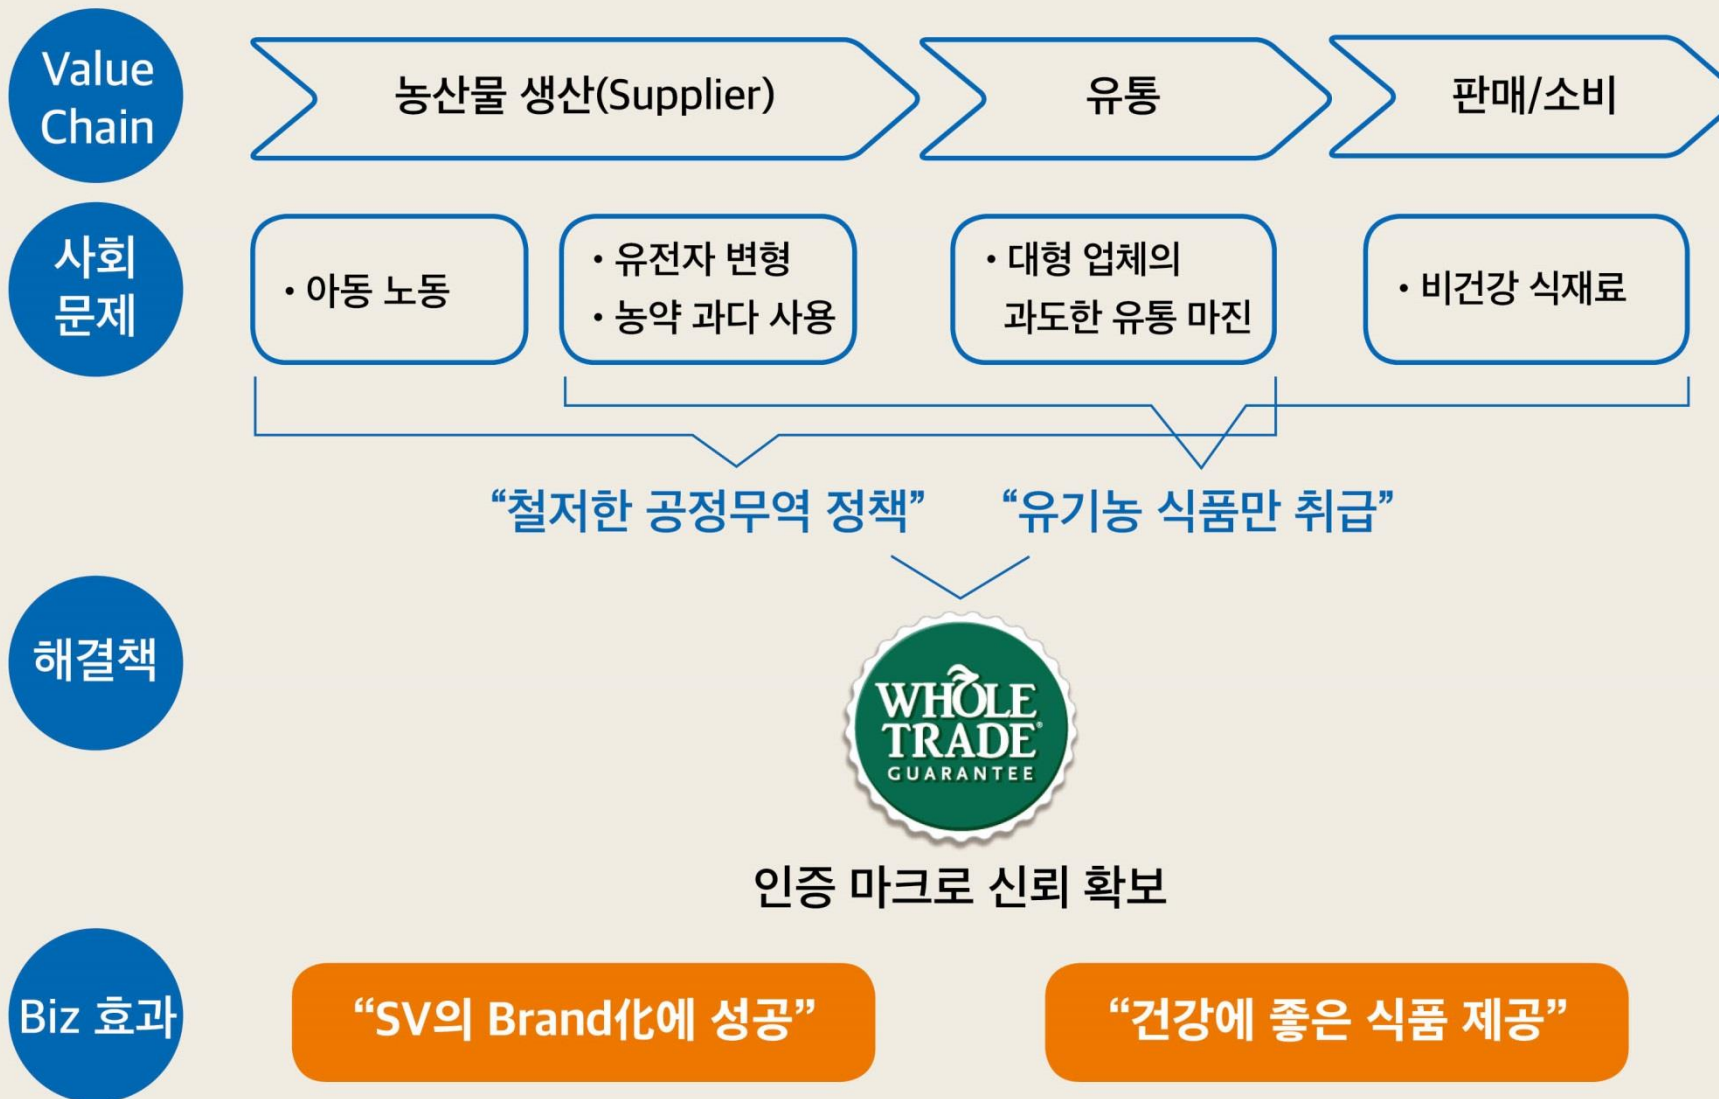 Value
Chain
농산물 생산(Supplier)
유통
판매/소비
사회
문제
• 아동 노동
• 유전자 변형
• 농약 과다 사용
• 대형 업체의
과도한 유통 마진
• 비건강 식재료
“철저한 공정무역 정책”
“유기농 식품만 취급”
해결책
WHOLE
TRADE®
GUARANTEE
인증 마크로 신뢰 확보
Biz 효과
“SV의 Brand化에 성공”
“건강에 좋은 식품 제공”